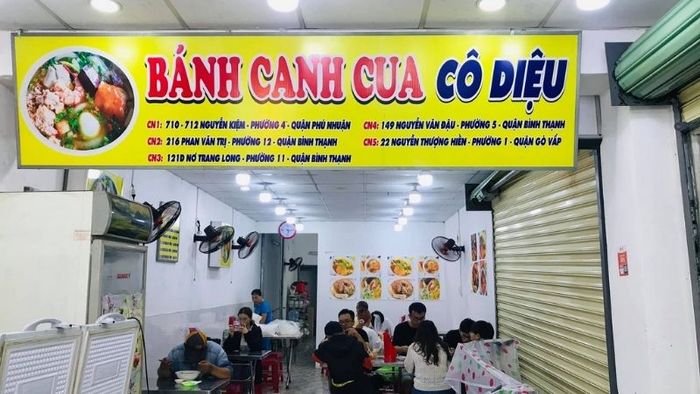 BÁNH CANH CUA CÔ DIỆU
CN1: 710 - 712 NGUYỄN KIỆM - PHƯỜNG 4 - QUẬN PHÚ NHUẬN
CN2: 216 PHAN VĂN TRỊ - PHƯỜNG 12 - QUẬN BÌNH THẠNH
CN3: 121D NƠ TRANG LONG - PHƯỜNG 11 - QUẬN BÌNH THẠNH
CN4: 149 NGUYỄN VĂN ĐẬU - PHƯỜNG 5 - QUẬN BÌNH THẠNH
CN5: 22 NGUYỄN THƯỢNG HIỀN - PHƯỜNG 1 - QUẬN GÒ VẤP